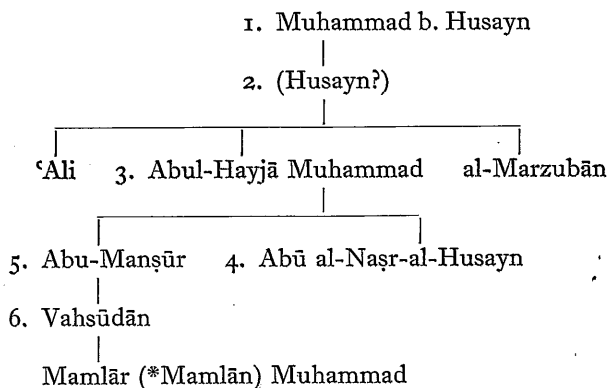 1. Muhammad b. Husayn
2. (Husayn?)
ʿAli 3. Abul-Hayjā Muhammad al-Marzubān
5. Abu-Manṣūr 4. Abū al-Naṣr-al-Husayn
6. Vahsūdān
Mamlār (*Mamlān) Muhammad